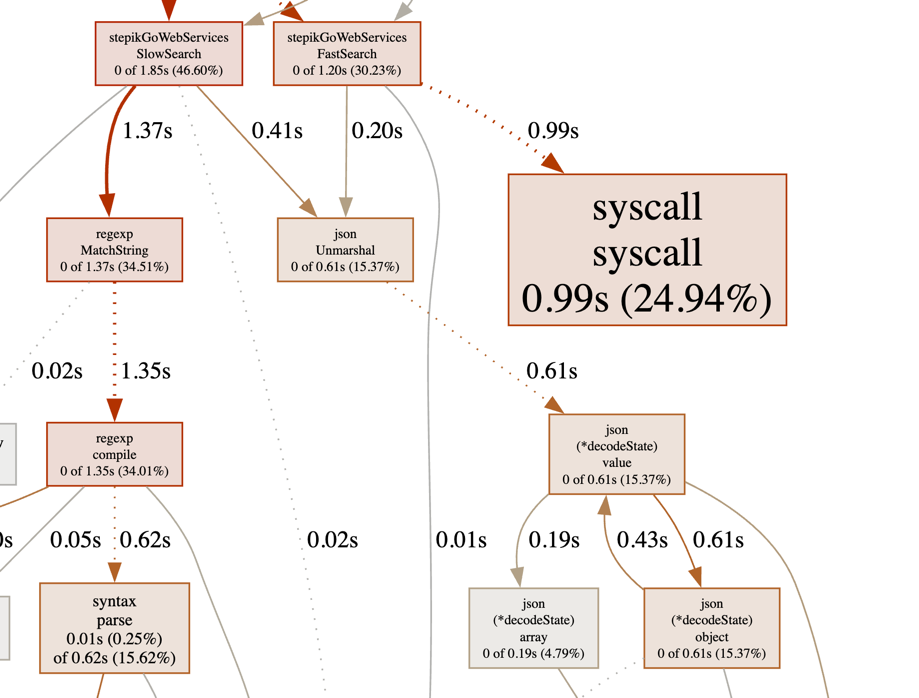 stepikGoWebServices
SlowSearch
0 of 1.85s (46.60%)
stepikGoWebServices
FastSearch
0 of 1.20s (30.23%)
1.37s
0.41s
0.20s
0.99s
syscall
syscall
0.99s (24.94%)
regexp
MatchString
0 of 1.37s (34.51%)
json
Unmarshal
0 of 0.61s (15.37%)
0.02s
1.35s
0.61s
regexp
compile
0 of 1.35s (34.01%)
json
(*decodeState)
value
0 of 0.61s (15.37%)
0.05s
0.62s
0.02s
0.01s
0.19s
0.43s
0.61s
syntax
parse
0.01s (0.25%)
of 0.62s (15.62%)
json
(*decodeState)
array
0 of 0.19s (4.79%)
json
(*decodeState)
object
0 of 0.61s (15.37%)